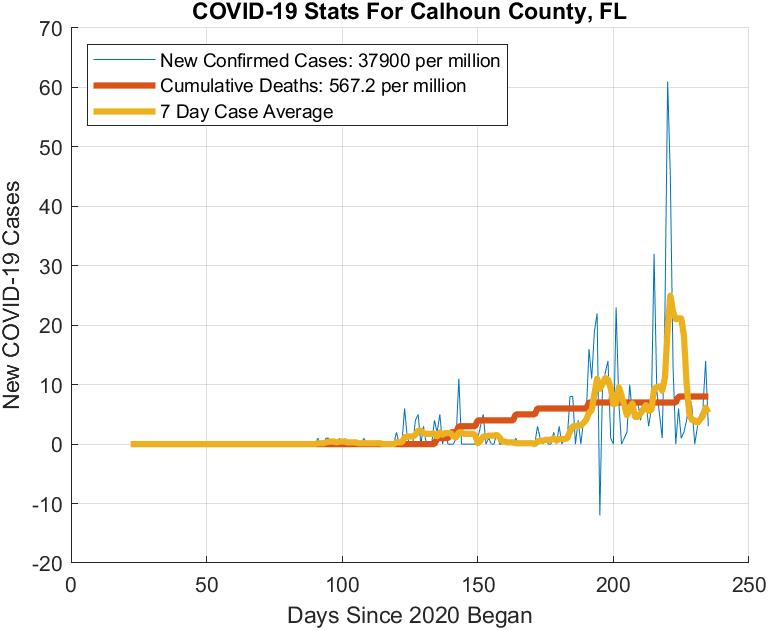 COVID-19 Stats For Calhoun County, FL
New Confirmed Cases: 37900 per million
Cumulative Deaths: 567.2 per million
7 Day Case Average
New COVID-19 Cases
70
60
50
40
30
20
10
0
-10
-20
0 50 100 150 200 250
Days Since 2020 Began